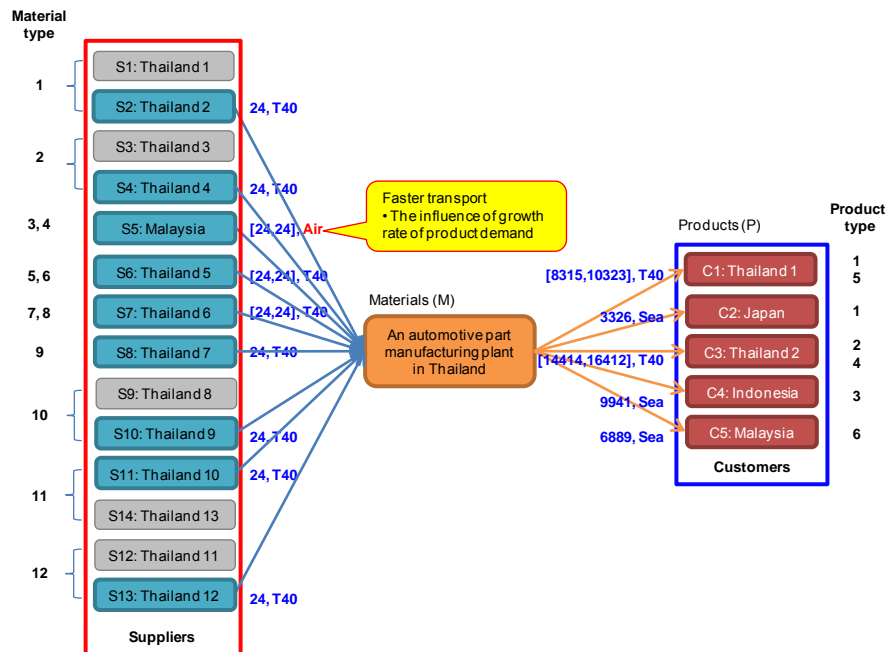 Material
type
1
S1: Thailand 1
S2: Thailand 2
24, T40
2
S3: Thailand 3
S4: Thailand 4
24, T40
3, 4
S5: Malaysia
[24,24], Air
Faster transport
• The influence of growth
rate of product demand
5, 6
S6: Thailand 5
[24,24], T40
7, 8
S7: Thailand 6
[24,24], T40
9
S8: Thailand 7
24, T40
10
S9: Thailand 8
S10: Thailand 9
24, T40
11
S11: Thailand 10
24, T40
S14: Thailand 13
12
S12: Thailand 11
S13: Thailand 12
24, T40
Suppliers
Materials (M)
An automotive part
manufacturing plant
in Thailand
Products (P)
Product
type
[8315,10323], T40
C1: Thailand 1
1
5
3326, Sea
C2: Japan
1
[14414,16412], T40
C3: Thailand 2
2
4
9941, Sea
C4: Indonesia
3
6889, Sea
C5: Malaysia
6
Customers